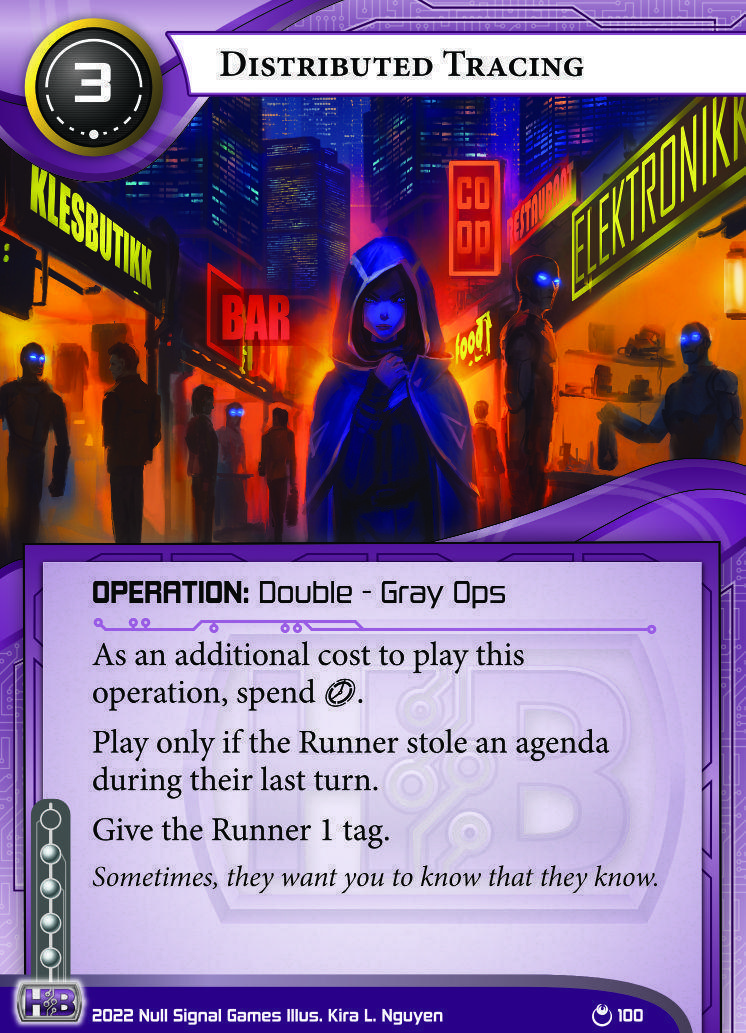 3
Distributed Tracing
KLESBUTIKK
BAR
CO
OP
RESTAURANT
ELEKTRONIKK
OPERATION: Double - Gray Ops
As an additional cost to play this
operation, spend .
Play only if the Runner stole an agenda
during their last turn.
Give the Runner 1 tag.
Sometimes, they want you to know that they know.
HB
HB
2022 Null Signal Games Illus. Kira L. Nguyen
100